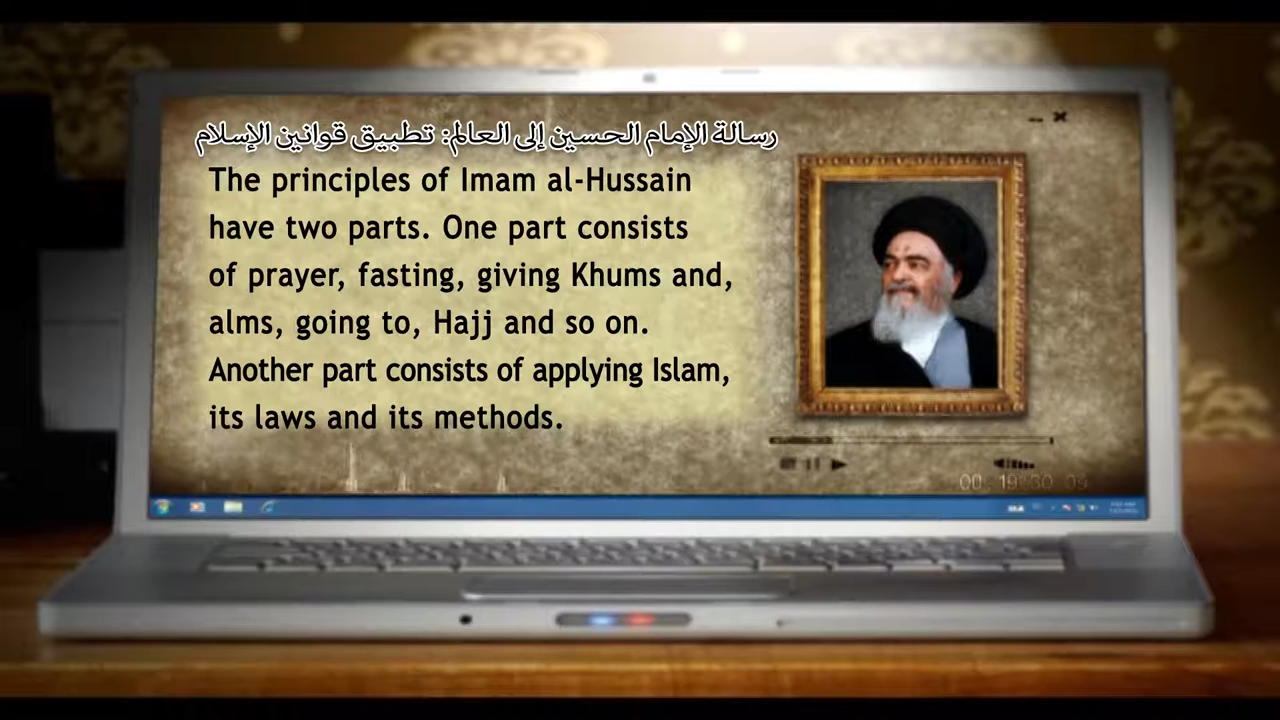 رسالة الإمام الحسين إلى العالم: تطبيق قوانين الإسلام
The principles of Imam al-Hussain
have two parts. One part consists
of prayer, fasting, giving Khums and,
alms, going to, Hajj and so on.
Another part consists of applying Islam,
its laws and its methods.